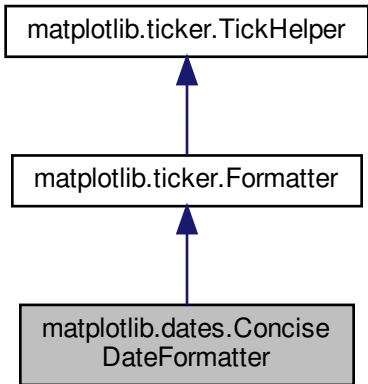 matplotlib.ticker.TickHelper
matplotlib.ticker.Formatter
matplotlib.dates.Concise
DateFormatter